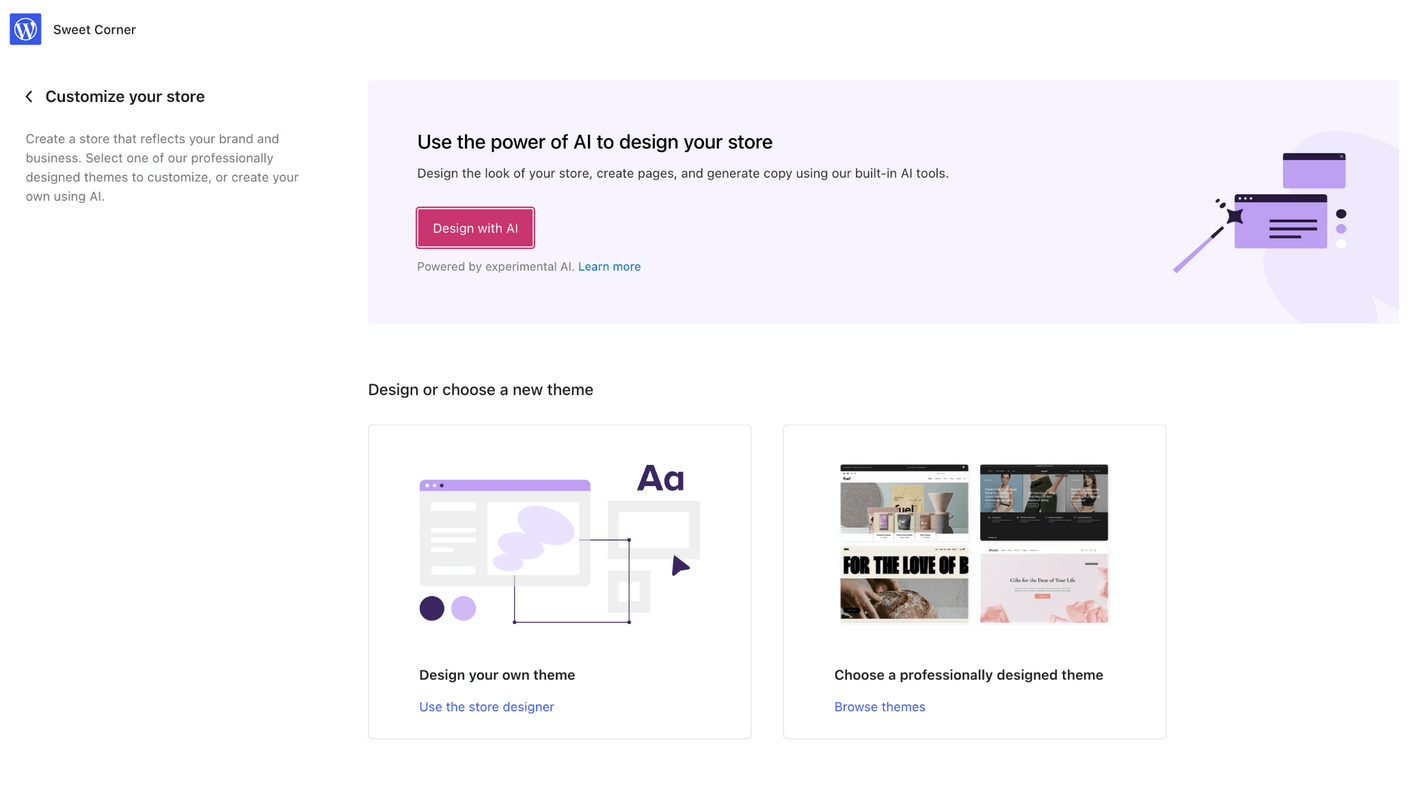 Sweet Corner
Customize your store
Create a store that reflects your brand and
business. Select one of our professionally
designed themes to customize, or create your
own using AI.
Use the power of AI to design your store
Design the look of your store, create pages, and generate copy using our built-in AI tools.
Design with AI
Powered by experimental AI. Learn more
Design or choose a new theme
Aa
fuel
FOR THE LOVE OF B
Gifts for the Dear of Your Life
Design your own theme
Use the store designer
Choose a professionally designed theme
Browse themes